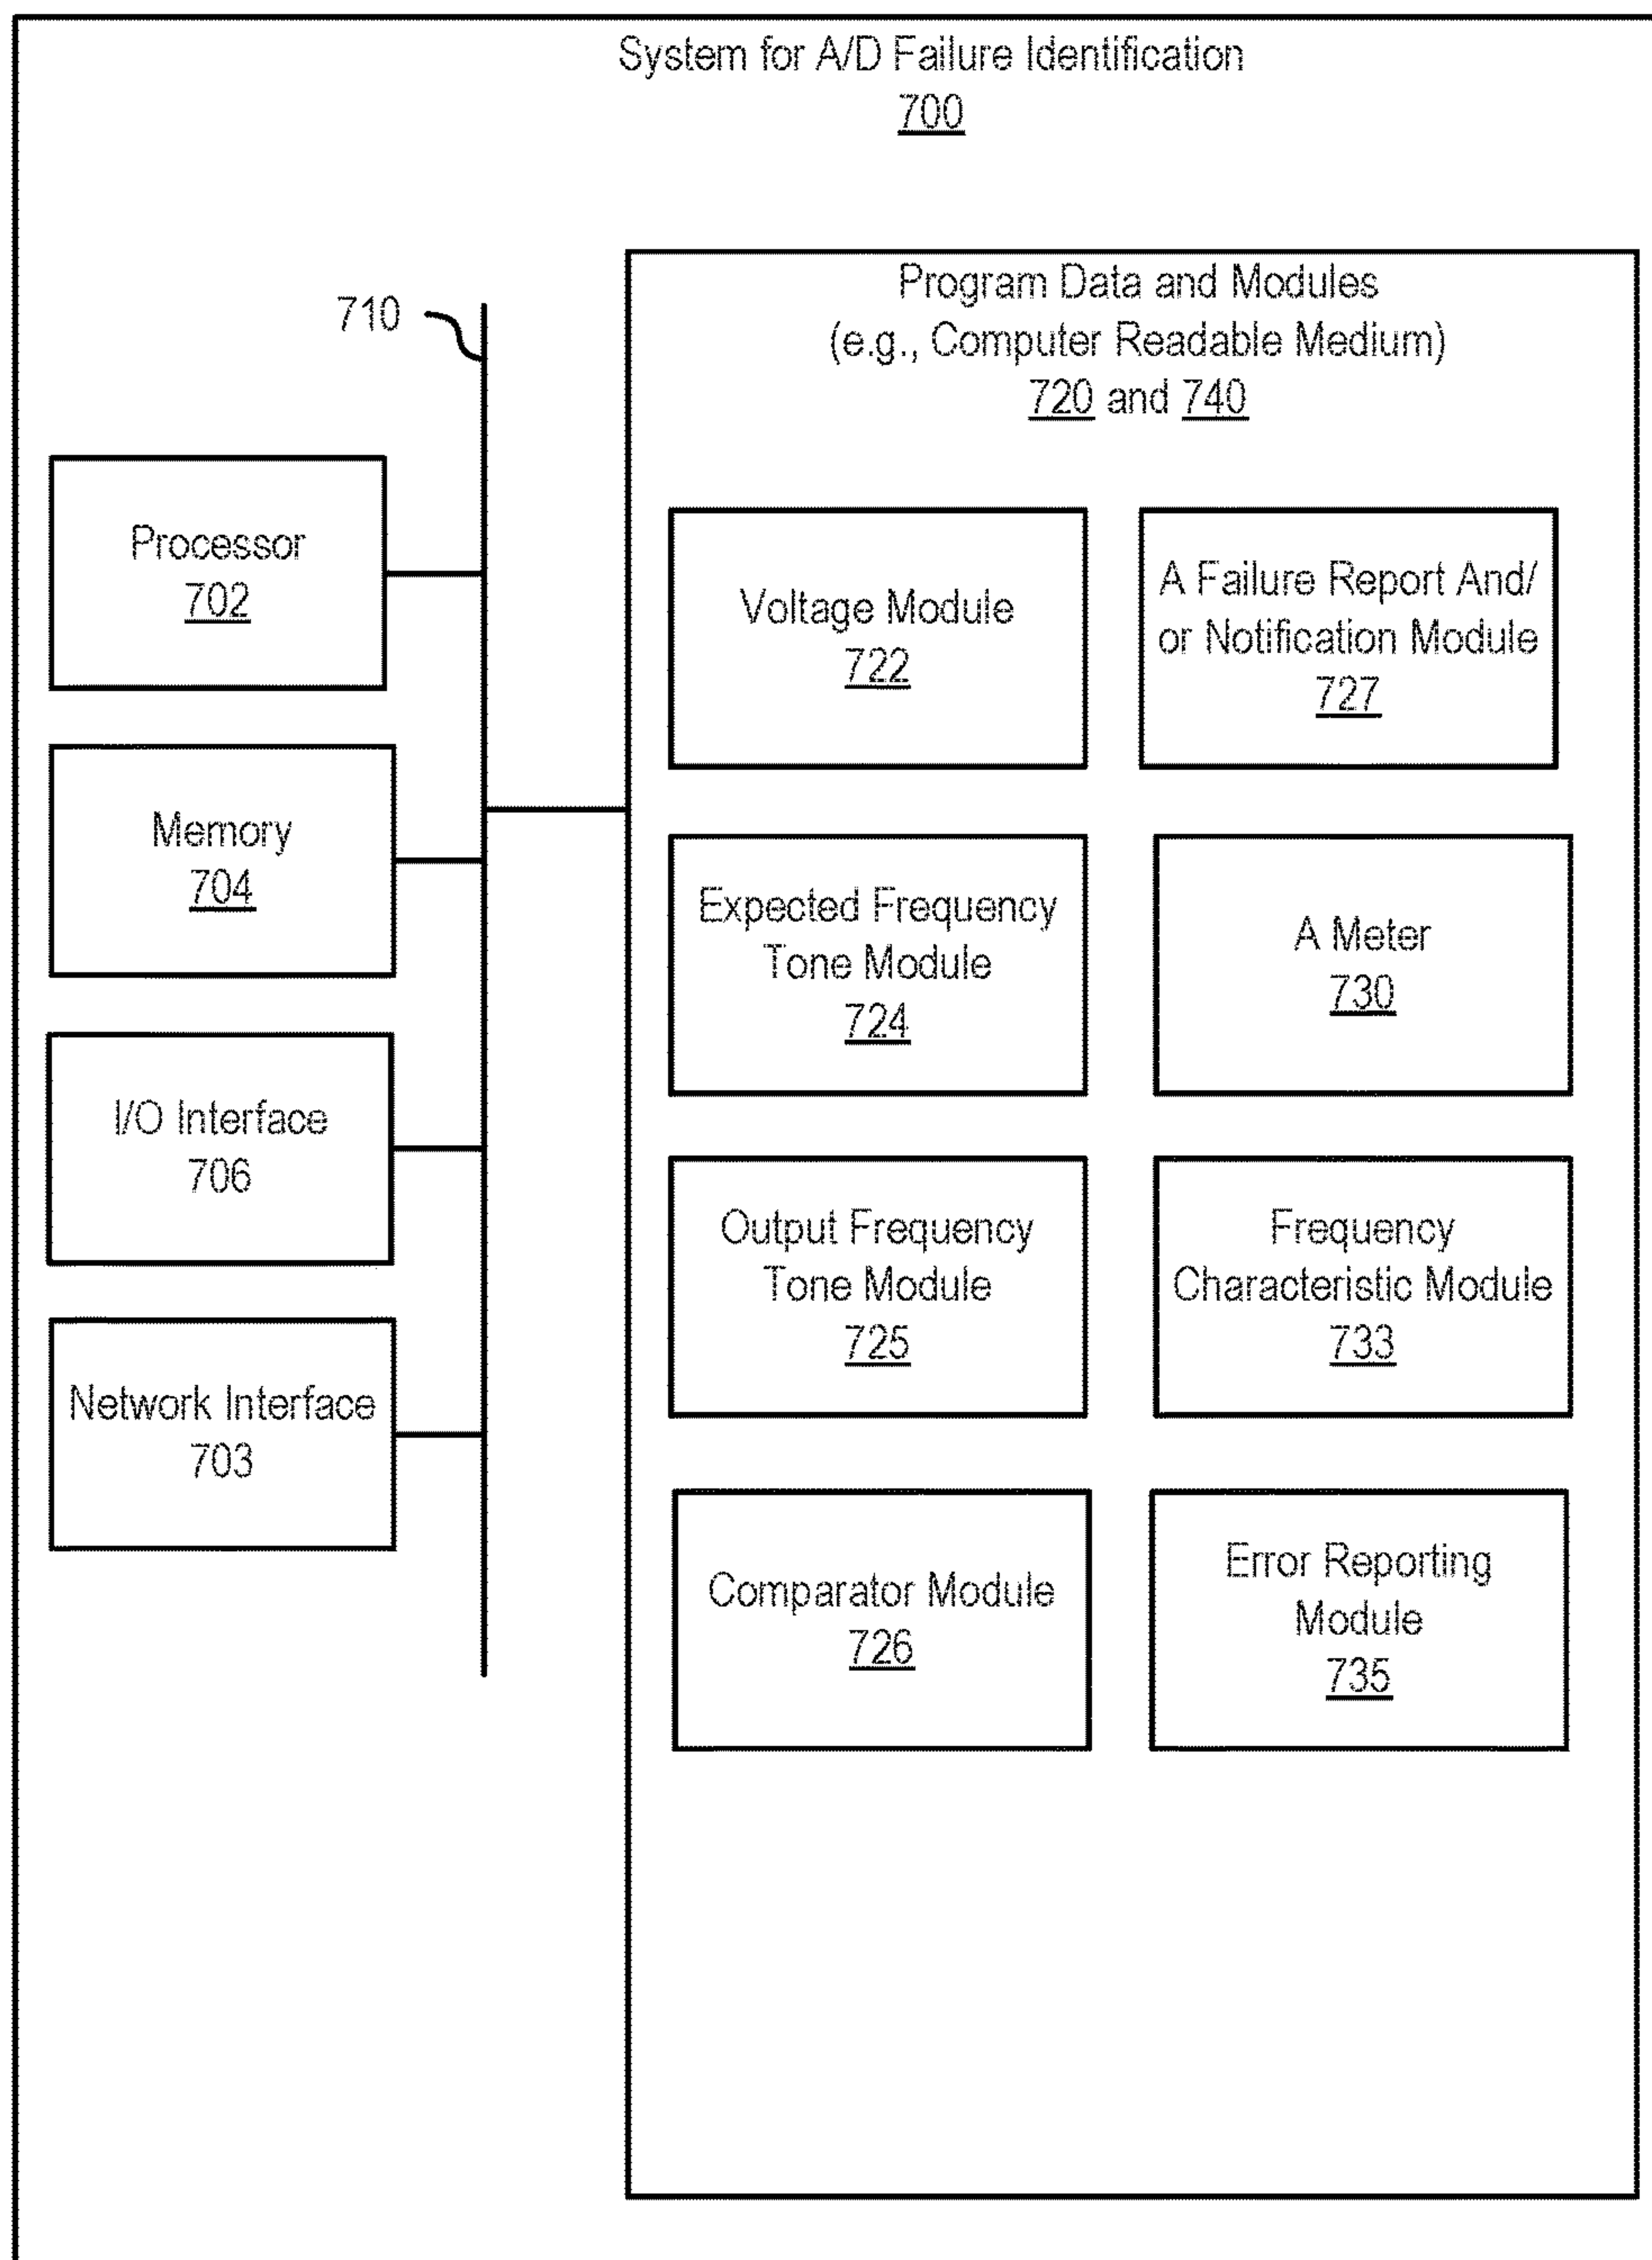 System for A/D Failure Identification
700
710
Processor
702
Memory
704
I/O Interface
706
Network Interface
703
Program Data and Modules
(e.g., Computer Readable Medium)
720 and 740
Voltage Module
722
A Failure Report And/
or Notification Module
727
Expected Frequency
Tone Module
724
A Meter
730
Output Frequency
Tone Module
725
Frequency
Characteristic Module
733
Comparator Module
726
Error Reporting
Module
735